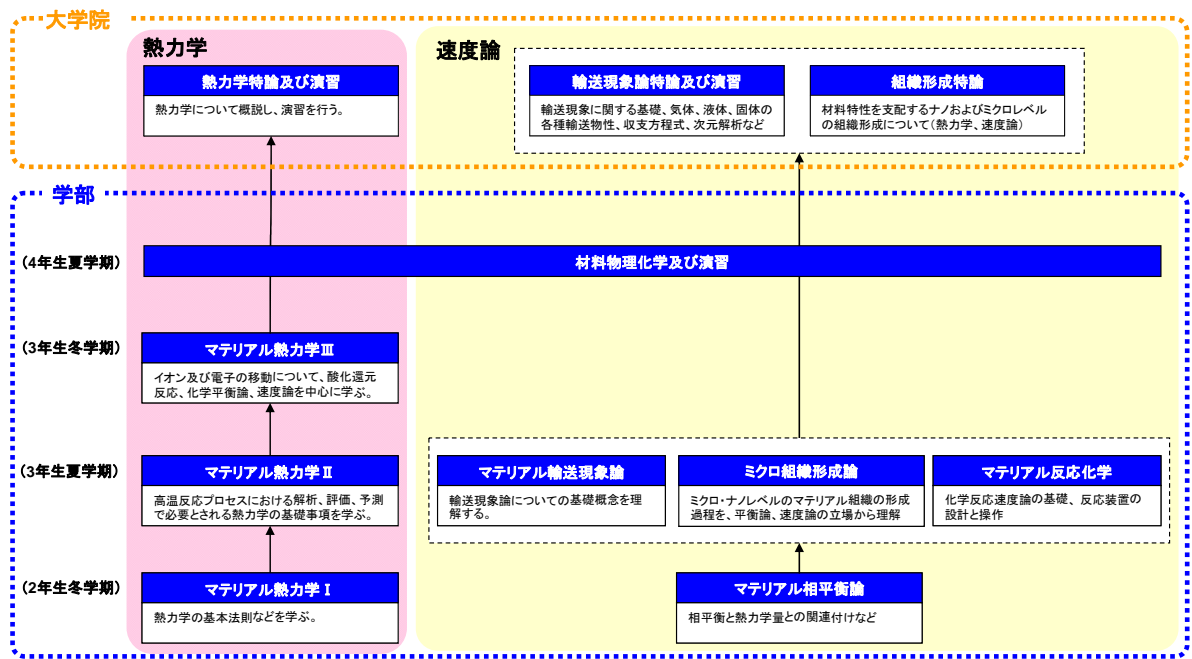 大学院
熱力学
速度論
熱力学特論及び演習
熱力学について概説し、演習を行う。
輸送現象論特論及び演習
輸送現象に関する基礎、気体、液体、固体の
各種輸送物性、収支方程式、次元解析など
組織形成特論
材料特性を支配するナノおよびミクロレベル
の組織形成について(熱力学、速度論)
学部
(4年生夏学期)
材料物理化学及び演習
(3年生冬学期)
マテリアル熱力学Ⅲ
イオン及び電子の移動について、酸化還元
反応、化学平衡論、速度論を中心に学ぶ。
(3年生夏学期)
マテリアル熱力学Ⅱ
高温反応プロセスにおける解析、評価、予測
で必要とされる熱力学の基礎事項を学ぶ。
マテリアル輸送現象論
輸送現象論についての基礎概念を理
解する。
ミクロ組織形成論
ミクロ・ナノレベルのマテリアル組織の形成
過程を、平衡論、速度論の立場から理解
マテリアル反応化学
化学反応速度論の基礎、反応装置の
設計と操作
(2年生冬学期)
マテリアル熱力学Ⅰ
熱力学の基本法則などを学ぶ。
マテリアル相平衡論
相平衡と熱力学量との関連付けなど